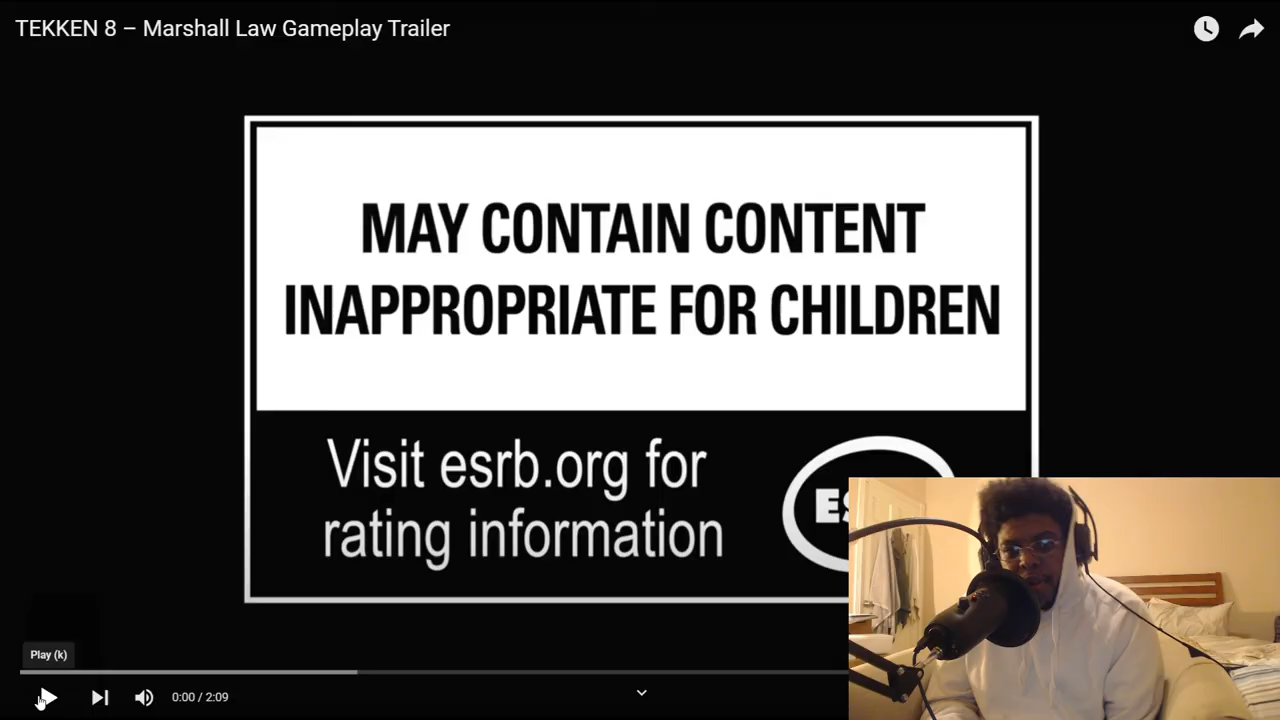 TEKKEN 8 – Marshall Law Gameplay Trailer
MAY CONTAIN CONTENT
INAPPROPRIATE FOR CHILDREN
Visit esrb.org for
rating information
Play (k)
0:00 / 2:09